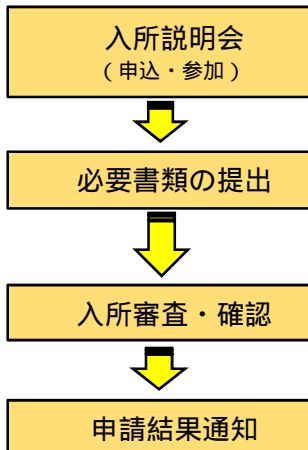 入所説明会
（申込・参加）
必要書類の提出
入所審査・確認
申請結果通知